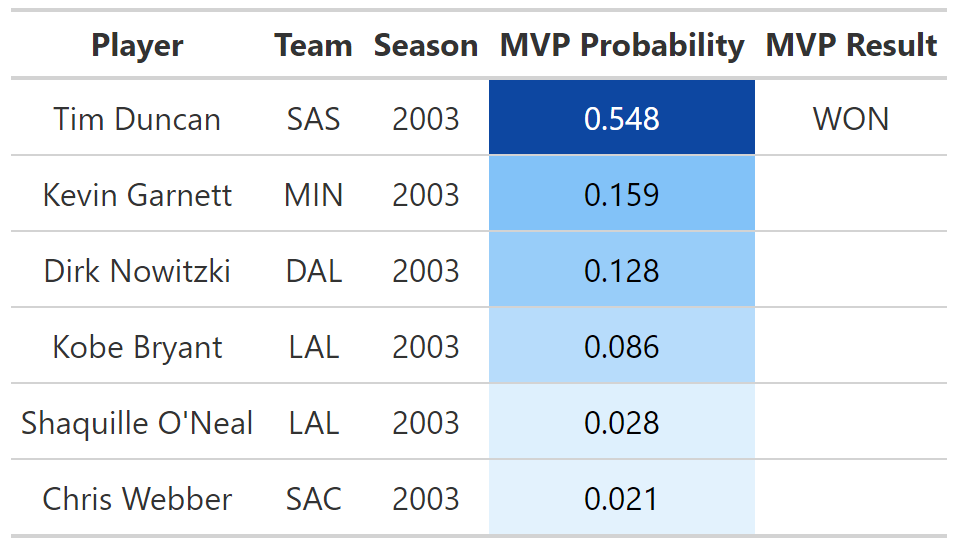 Player Team Season MVP Probability MVP Result
Tim Duncan SAS 2003 0.548 WON
Kevin Garnett MIN 2003 0.159
Dirk Nowitzki DAL 2003 0.128
Kobe Bryant LAL 2003 0.086
Shaquille O'Neal LAL 2003 0.028
Chris Webber SAC 2003 0.021